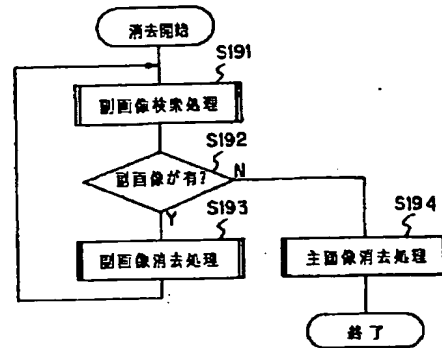 消去開始
S191
副画像検索処理
S192
副画像が有?
N
Y
S193
副画像消去処理
S194
主画像消去処理
終了